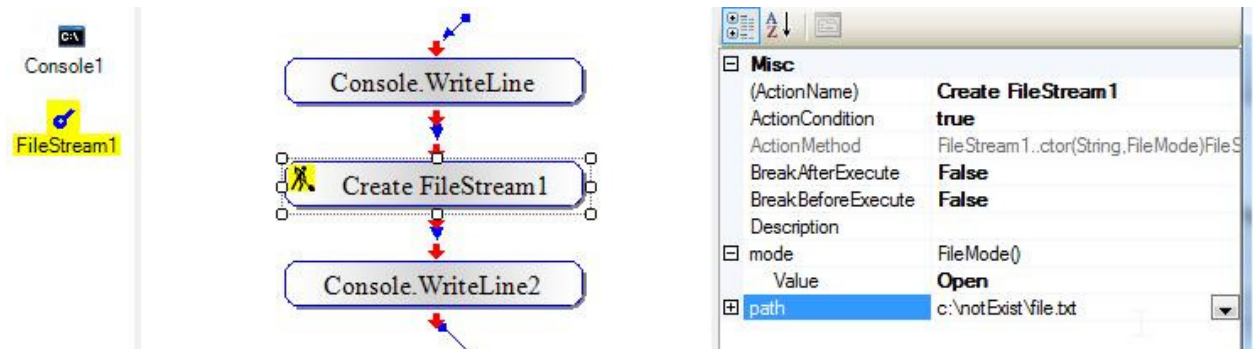 C:\
Console1
FileStream1
Console.WriteLine
Create FileStream1
Console.WriteLine2
A
Z
Misc
(ActionName) Create FileStream1
ActionCondition true
ActionMethod FileStream1..ctor(String,FileMode)FileS
BreakAfterExecute False
BreakBeforeExecute False
Description
mode FileMode()
Value Open
path c:\notExist\file.txt